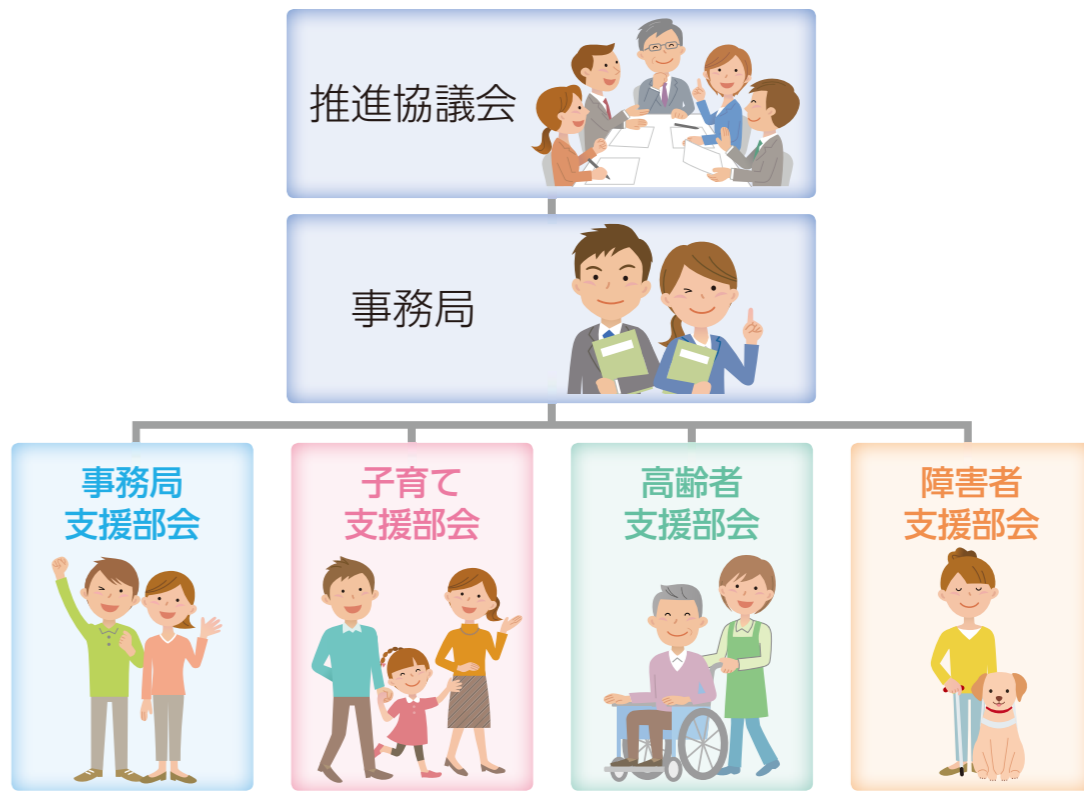 推進協議会
事務局
事務局
支援部会
子育て
支援部会
高齢者
支援部会
障害者
支援部会